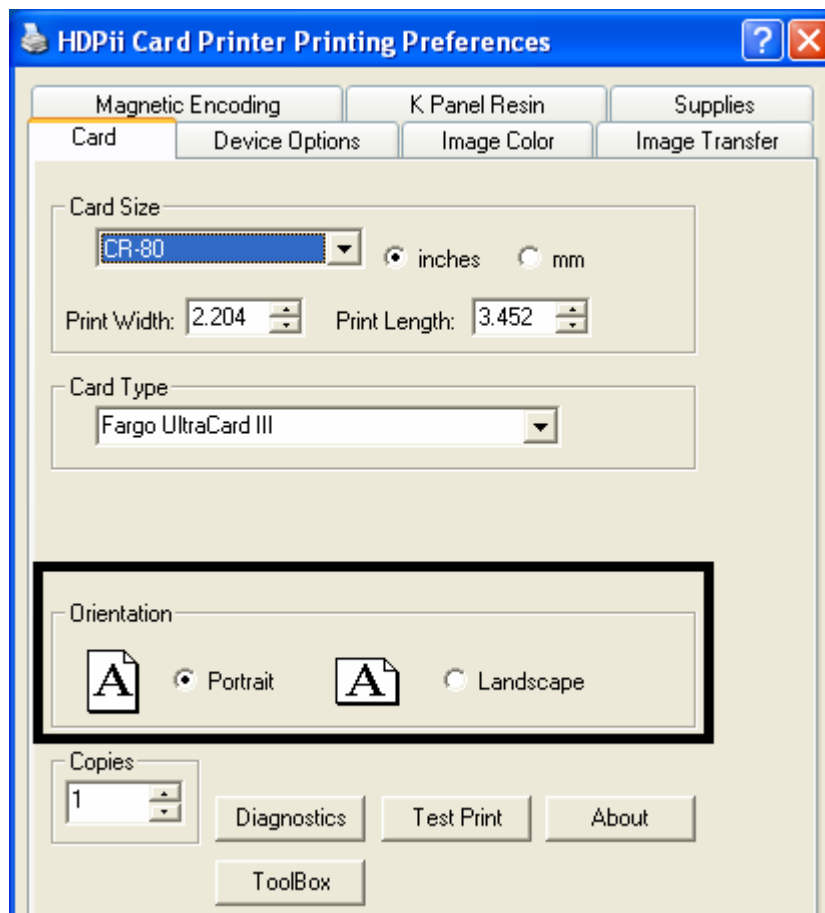 HDPii Card Printer Printing Preferences
?
Magnetic Encoding K Panel Resin Supplies
Card Device Options Image Color Image Transfer
Card Size
CR-80 inches mm
Print Width: 2.204 Print Length: 3.452
Card Type
Fargo UltraCard III
Orientation
A Portrait A Landscape
Copies
1
Diagnostics Test Print About
ToolBox